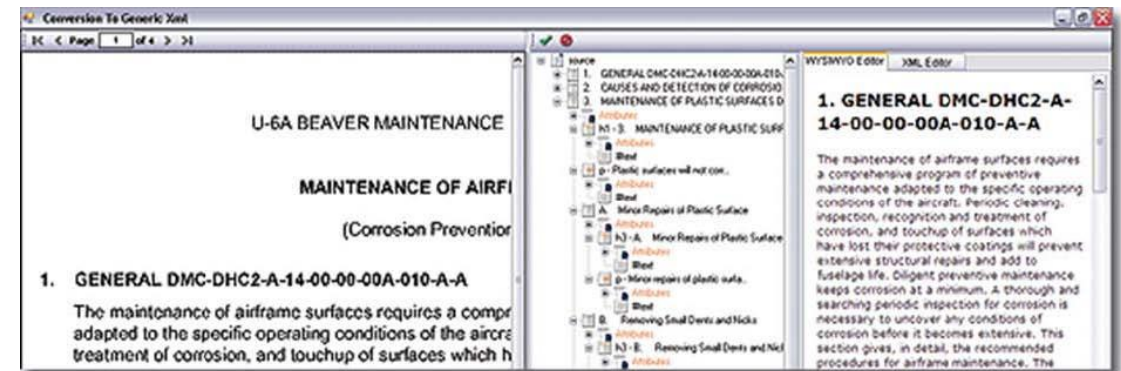 Conversion To Generic Xml
Page 1 of 4
U-6A BEAVER MAINTENANCE
MAINTENANCE OF AIRF
(Corrosion Prevention
1. GENERAL DMC-DHC2-A-14-00-00-00A-010-A-A
The maintenance of airframe surfaces requires a compr
adapted to the specific operating conditions of the aircra
treatment of corrosion, and touchup of surfaces which h
source
1. GENERAL DMC-DHC2-A-14-00-00-00A-010-
2. CAUSES AND DETECTION OF CORROSIO
3. MAINTENANCE OF PLASTIC SURFACES D
Attributes
h1 - 3. MAINTENANCE OF PLASTIC SURF
Attributes
#text
p - Plastic surfaces will not corr...
Attributes
#text
A. Minor Repairs of Plastic Surface
Attributes
h3 - A. Minor Repairs of Plastic Surface
Attributes
#text
p - Minor repairs of plastic surfa...
Attributes
#text
B. Removing Small Dents and Nicks
Attributes
h3 - B. Removing Small Dents and Nicl
Attributes
WYSIWYG Editor XML Editor
1. GENERAL DMC-DHC2-A-
14-00-00-00A-010-A-A
The maintenance of airframe surfaces requires
a comprehensive program of preventive
maintenance adapted to the specific operating
conditions of the aircraft. Periodic cleaning,
inspection, recognition and treatment of
corrosion, and touchup of surfaces which
have lost their protective coatings will prevent
extensive structural repairs and add to
fuselage life. Diligent preventive maintenance
keeps corrosion at a minimum. A thorough and
searching periodic inspection for corrosion is
necessary to uncover any conditions of
corrosion before it becomes extensive. This
section gives, in detail, the recommended
procedures for airframe maintenance. The